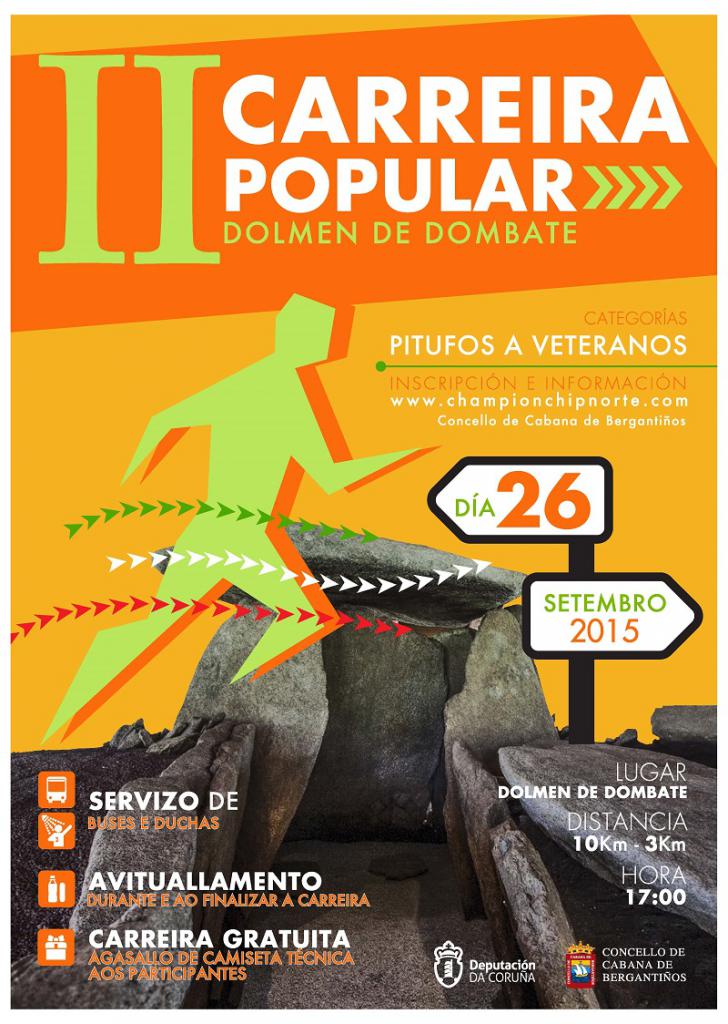 II CARREIRA
POPULAR
DOLMEN DE DOMBATE
CATEGORÍAS
PITUFOS A VETERANOS
INSCRIPCIÓN E INFORMACIÓN
www.championchipnorte.com
Concello de Cabana de Bergantiños
DÍA 26
SETEMBRO
2015
SERVIZO DE
BUSES E DUCHAS
AVITUALLAMENTO
DURANTE E AO FINALIZAR A CARREIRA
CARREIRA GRATUITA
AGASALLO DE CAMISETA TÉCNICA
AOS PARTICIPANTES
LUGAR
DOLMEN DE DOMBATE
DISTANCIA
10Km - 3Km
HORA
17:00
Deputación
DA CORUÑA
CONCELLO DE
CABANA DE
BERGANTIÑOS